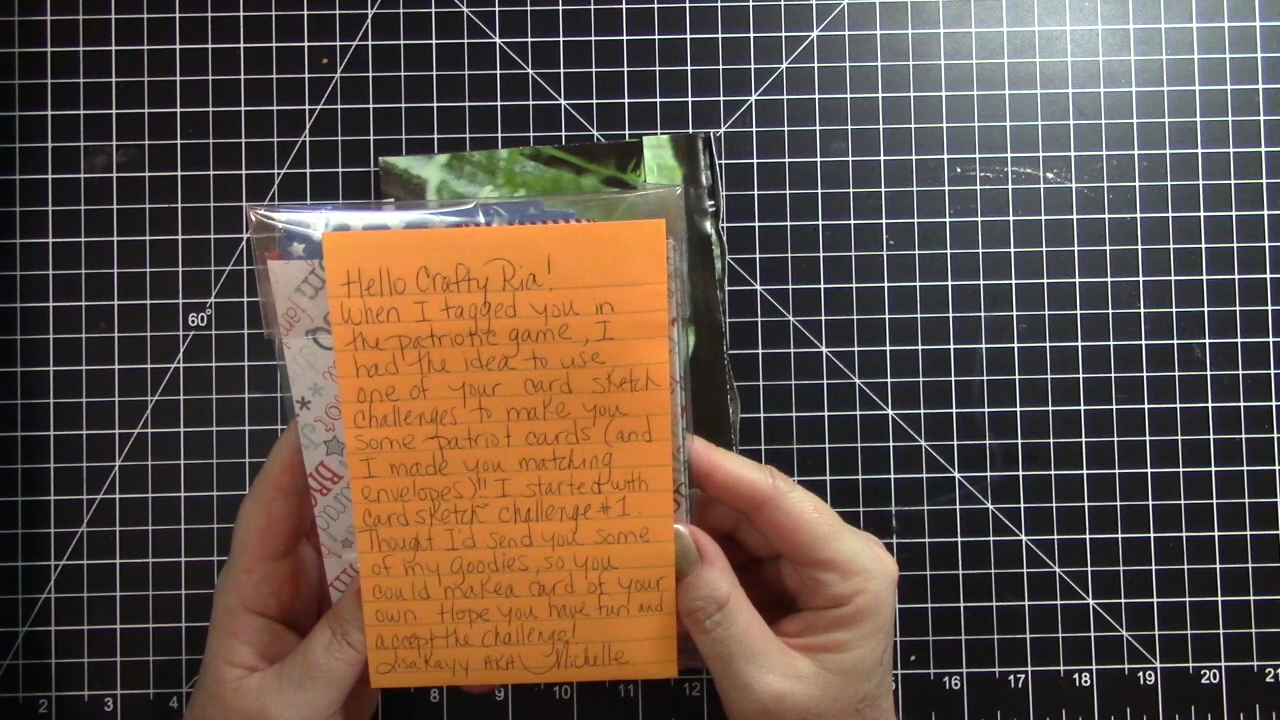 Hello Crafty Ria!
When I tagged you in
the patriotic game, I
had the idea to use
one of your card sketch
challenges to make you
some patriot cards (and
I made you matching
envelopes)!! I started with
card sketch challenge #1.
Thought I'd send you some
of my goodies, so you
could make a card of your
own. Hope you have fun and
accept the challenge!
LisaKayy AKA Michelle
60°
2 3 4 8 9 10 11 12 16 17 18 19 20 21